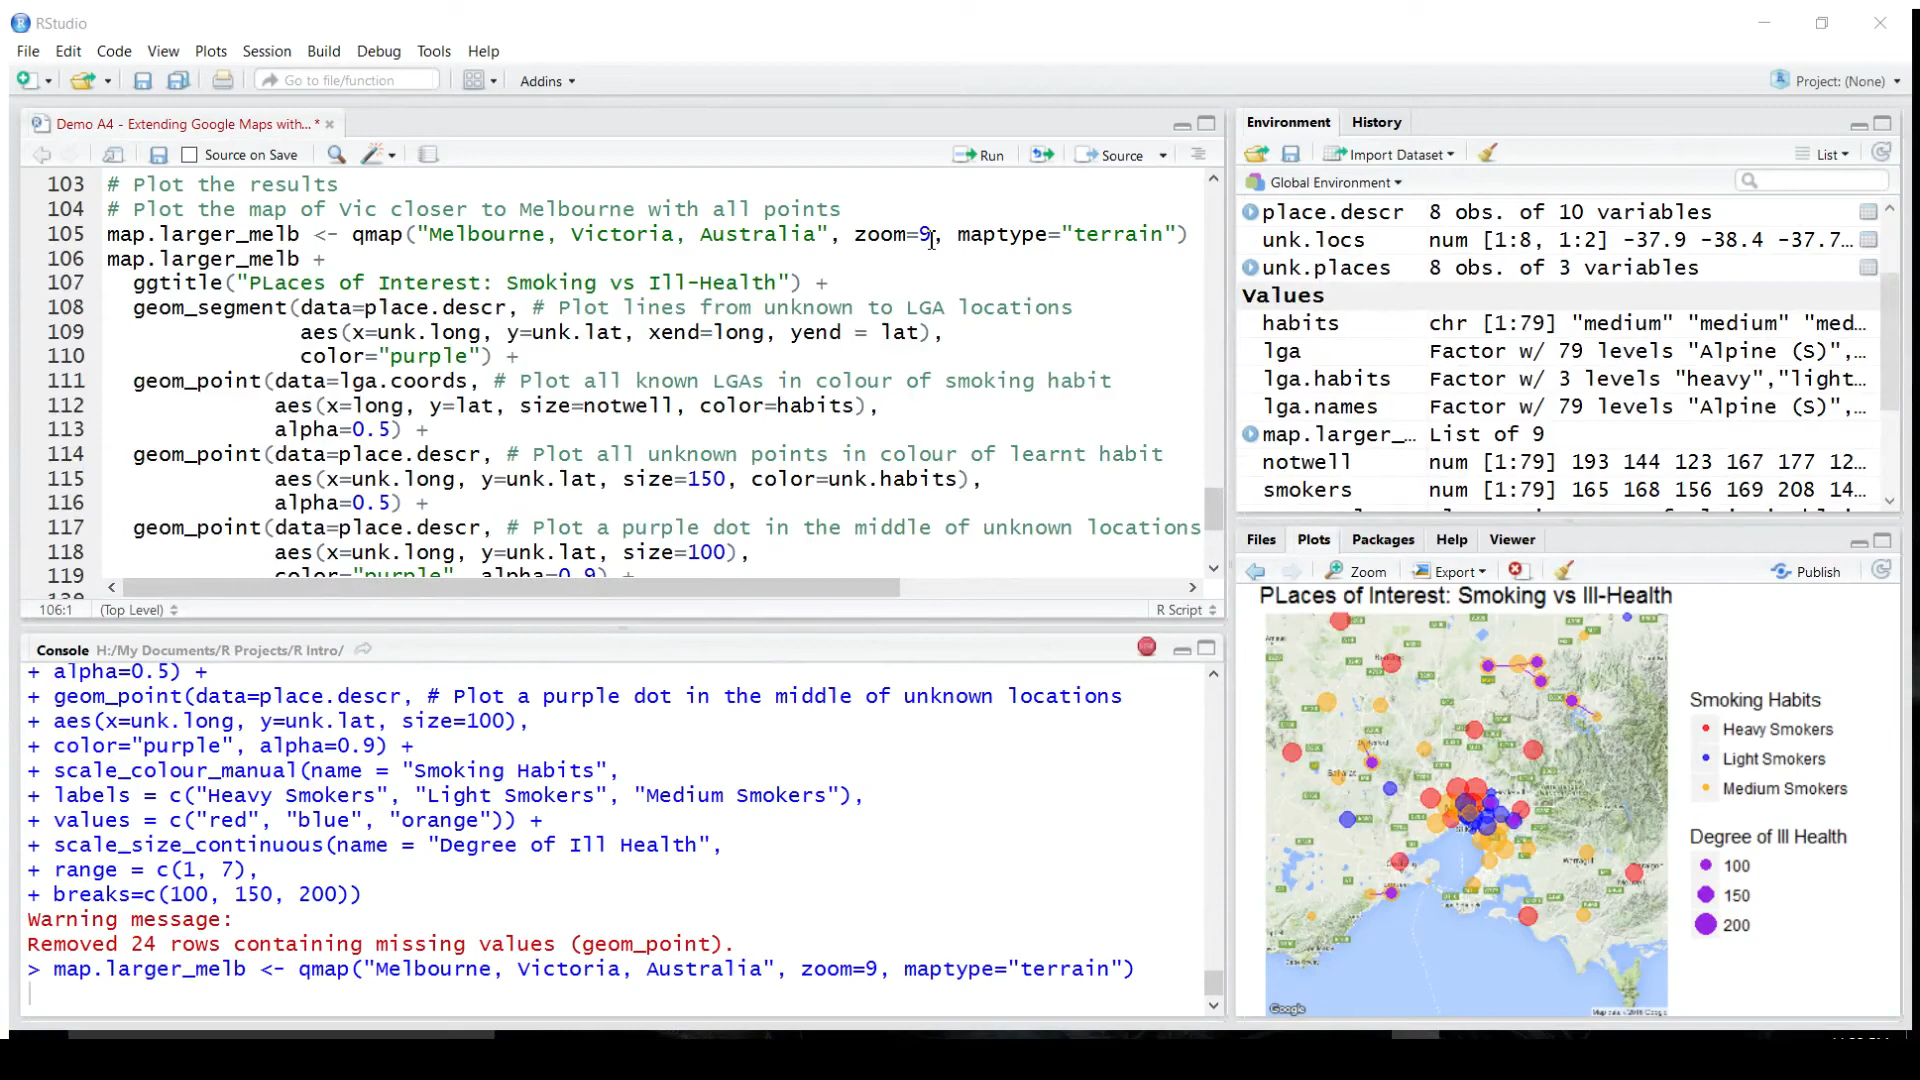 RStudio
File Edit Code View Plots Session Build Debug Tools Help
Go to file/function
Addins
Project: (None)
Demo A4 - Extending Google Maps with...*
Source on Save
Run
Source
103 # Plot the results
104 # Plot the map of Vic closer to Melbourne with all points
105 map.larger_melb <- qmap("Melbourne, Victoria, Australia", zoom=9, maptype="terrain")
106 map.larger_melb +
107 ggtitle("PLaces of Interest: Smoking vs Ill-Health") +
108 geom_segment(data=place.descr, # Plot lines from unknown to LGA locations
109 aes(x=unk.long, y=unk.lat, xend=long, yend = lat),
110 color="purple") +
111 geom_point(data=lga.coords, # Plot all known LGAs in colour of smoking habit
112 aes(x=long, y=lat, size=notwell, color=habits),
113 alpha=0.5) +
114 geom_point(data=place.descr, # Plot all unknown points in colour of learnt habit
115 aes(x=unk.long, y=unk.lat, size=150, color=unk.habits),
116 alpha=0.5) +
117 geom_point(data=place.descr, # Plot a purple dot in the middle of unknown locations
118 aes(x=unk.long, y=unk.lat, size=100),
119 color="purple", alpha=0.9) +
106:1 (Top Level) R Script
Console H:/My Documents/R Projects/R Intro/
+ alpha=0.5) +
+ geom_point(data=place.descr, # Plot a purple dot in the middle of unknown locations
+ aes(x=unk.long, y=unk.lat, size=100),
+ color="purple", alpha=0.9) +
+ scale_colour_manual(name = "Smoking Habits",
+ labels = c("Heavy Smokers", "Light Smokers", "Medium Smokers"),
+ values = c("red", "blue", "orange")) +
+ scale_size_continuous(name = "Degree of Ill Health",
+ range = c(1, 7),
+ breaks=c(100, 150, 200))
Warning message:
Removed 24 rows containing missing values (geom_point).
> map.larger_melb <- qmap("Melbourne, Victoria, Australia", zoom=9, maptype="terrain")
Environment History
Import Dataset
List
Global Environment
place.descr 8 obs. of 10 variables
unk.locs num [1:8, 1:2] -37.9 -38.4 -37.7...
unk.places 8 obs. of 3 variables
Values
habits chr [1:79] "medium" "medium" "med...
lga Factor w/ 79 levels "Alpine (S)",...
lga.habits Factor w/ 3 levels "heavy","light...
lga.names Factor w/ 79 levels "Alpine (S)",...
map.larger_... List of 9
notwell num [1:79] 193 144 123 167 177 12...
smokers num [1:79] 165 168 156 169 208 14...
Files Plots Packages Help Viewer
Zoom Export Publish
PLaces of Interest: Smoking vs Ill-Health
Smoking Habits
Heavy Smokers
Light Smokers
Medium Smokers
Degree of Ill Health
100
150
200
Google